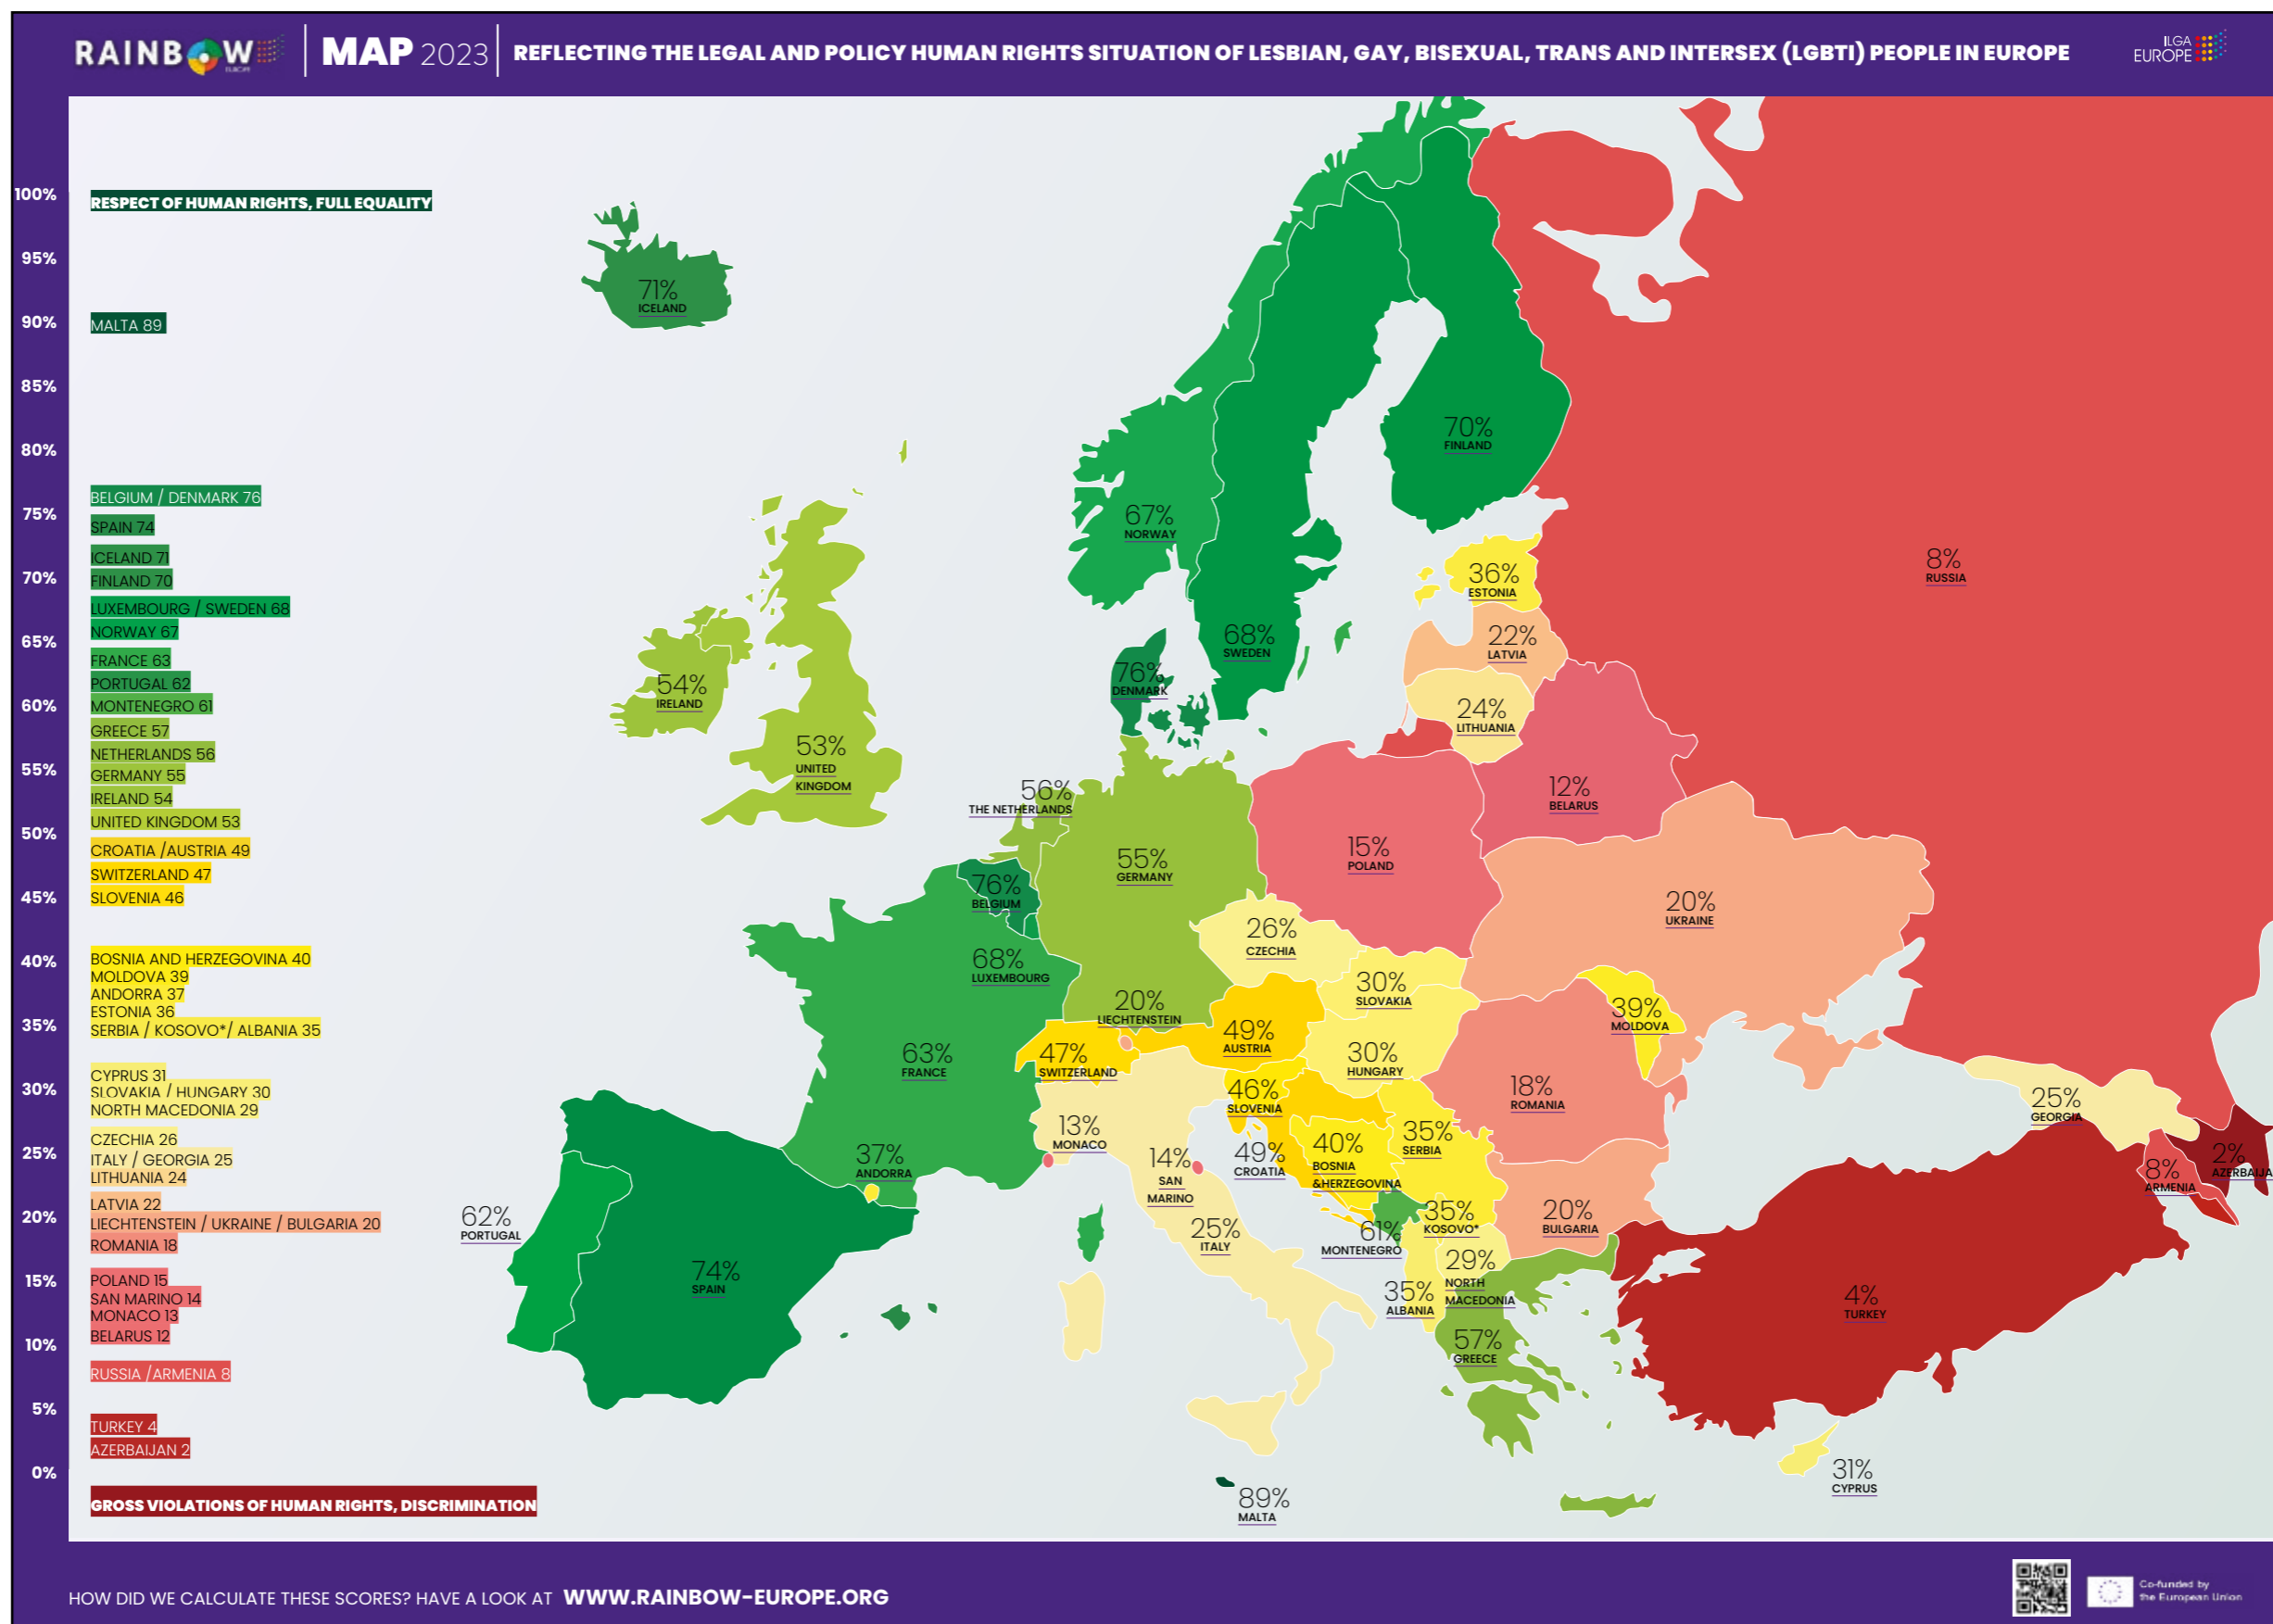 RAINBOW EUROPE MAP 2023 REFLECTING THE LEGAL AND POLICY HUMAN RIGHTS SITUATION OF LESBIAN, GAY, BISEXUAL, TRANS AND INTERSEX (LGBTI) PEOPLE IN EUROPE
ILGA
EUROPE
100%
RESPECT OF HUMAN RIGHTS, FULL EQUALITY
95%
90%
MALTA 89
85%
80%
BELGIUM / DENMARK 76
75%
SPAIN 74
ICELAND 71
70%
FINLAND 70
LUXEMBOURG / SWEDEN 68
NORWAY 67
65%
FRANCE 63
PORTUGAL 62
60%
MONTENEGRO 61
GREECE 57
NETHERLANDS 56
55%
GERMANY 55
IRELAND 54
UNITED KINGDOM 53
50%
CROATIA /AUSTRIA 49
SWITZERLAND 47
45%
SLOVENIA 46
40%
BOSNIA AND HERZEGOVINA 40
MOLDOVA 39
ANDORRA 37
ESTONIA 36
35%
SERBIA / KOSOVO*/ ALBANIA 35
CYPRUS 31
30%
SLOVAKIA / HUNGARY 30
NORTH MACEDONIA 29
CZECHIA 26
25%
ITALY / GEORGIA 25
LITHUANIA 24
LATVIA 22
20%
LIECHTENSTEIN / UKRAINE / BULGARIA 20
ROMANIA 18
15%
POLAND 15
SAN MARINO 14
MONACO 13
BELARUS 12
10%
RUSSIA /ARMENIA 8
5%
TURKEY 4
AZERBAIJAN 2
0%
GROSS VIOLATIONS OF HUMAN RIGHTS, DISCRIMINATION
71%
ICELAND
70%
FINLAND
67%
NORWAY
8%
RUSSIA
36%
ESTONIA
68%
SWEDEN
22%
LATVIA
76%
DENMARK
54%
IRELAND
24%
LITHUANIA
53%
UNITED
KINGDOM
56%
THE NETHERLANDS
12%
BELARUS
15%
POLAND
55%
GERMANY
76%
BELGIUM
20%
UKRAINE
26%
CZECHIA
68%
LUXEMBOURG
30%
SLOVAKIA
20%
LIECHTENSTEIN
39%
MOLDOVA
49%
AUSTRIA
63%
FRANCE
47%
SWITZERLAND
30%
HUNGARY
46%
SLOVENIA
18%
ROMANIA
25%
GEORGIA
13%
MONACO
35%
SERBIA
40%
BOSNIA
&HERZEGOVINA
49%
CROATIA
37%
ANDORRA
14%
SAN
MARINO
2%
AZERBAIJA
8%
ARMENIA
62%
PORTUGAL
35%
KOSOVO*
20%
BULGARIA
61%
MONTENEGRO
25%
ITALY
29%
NORTH
MACEDONIA
74%
SPAIN
35%
ALBANIA
4%
TURKEY
57%
GREECE
31%
CYPRUS
89%
MALTA
HOW DID WE CALCULATE THESE SCORES? HAVE A LOOK AT WWW.RAINBOW-EUROPE.ORG
Co-funded by
the European Union